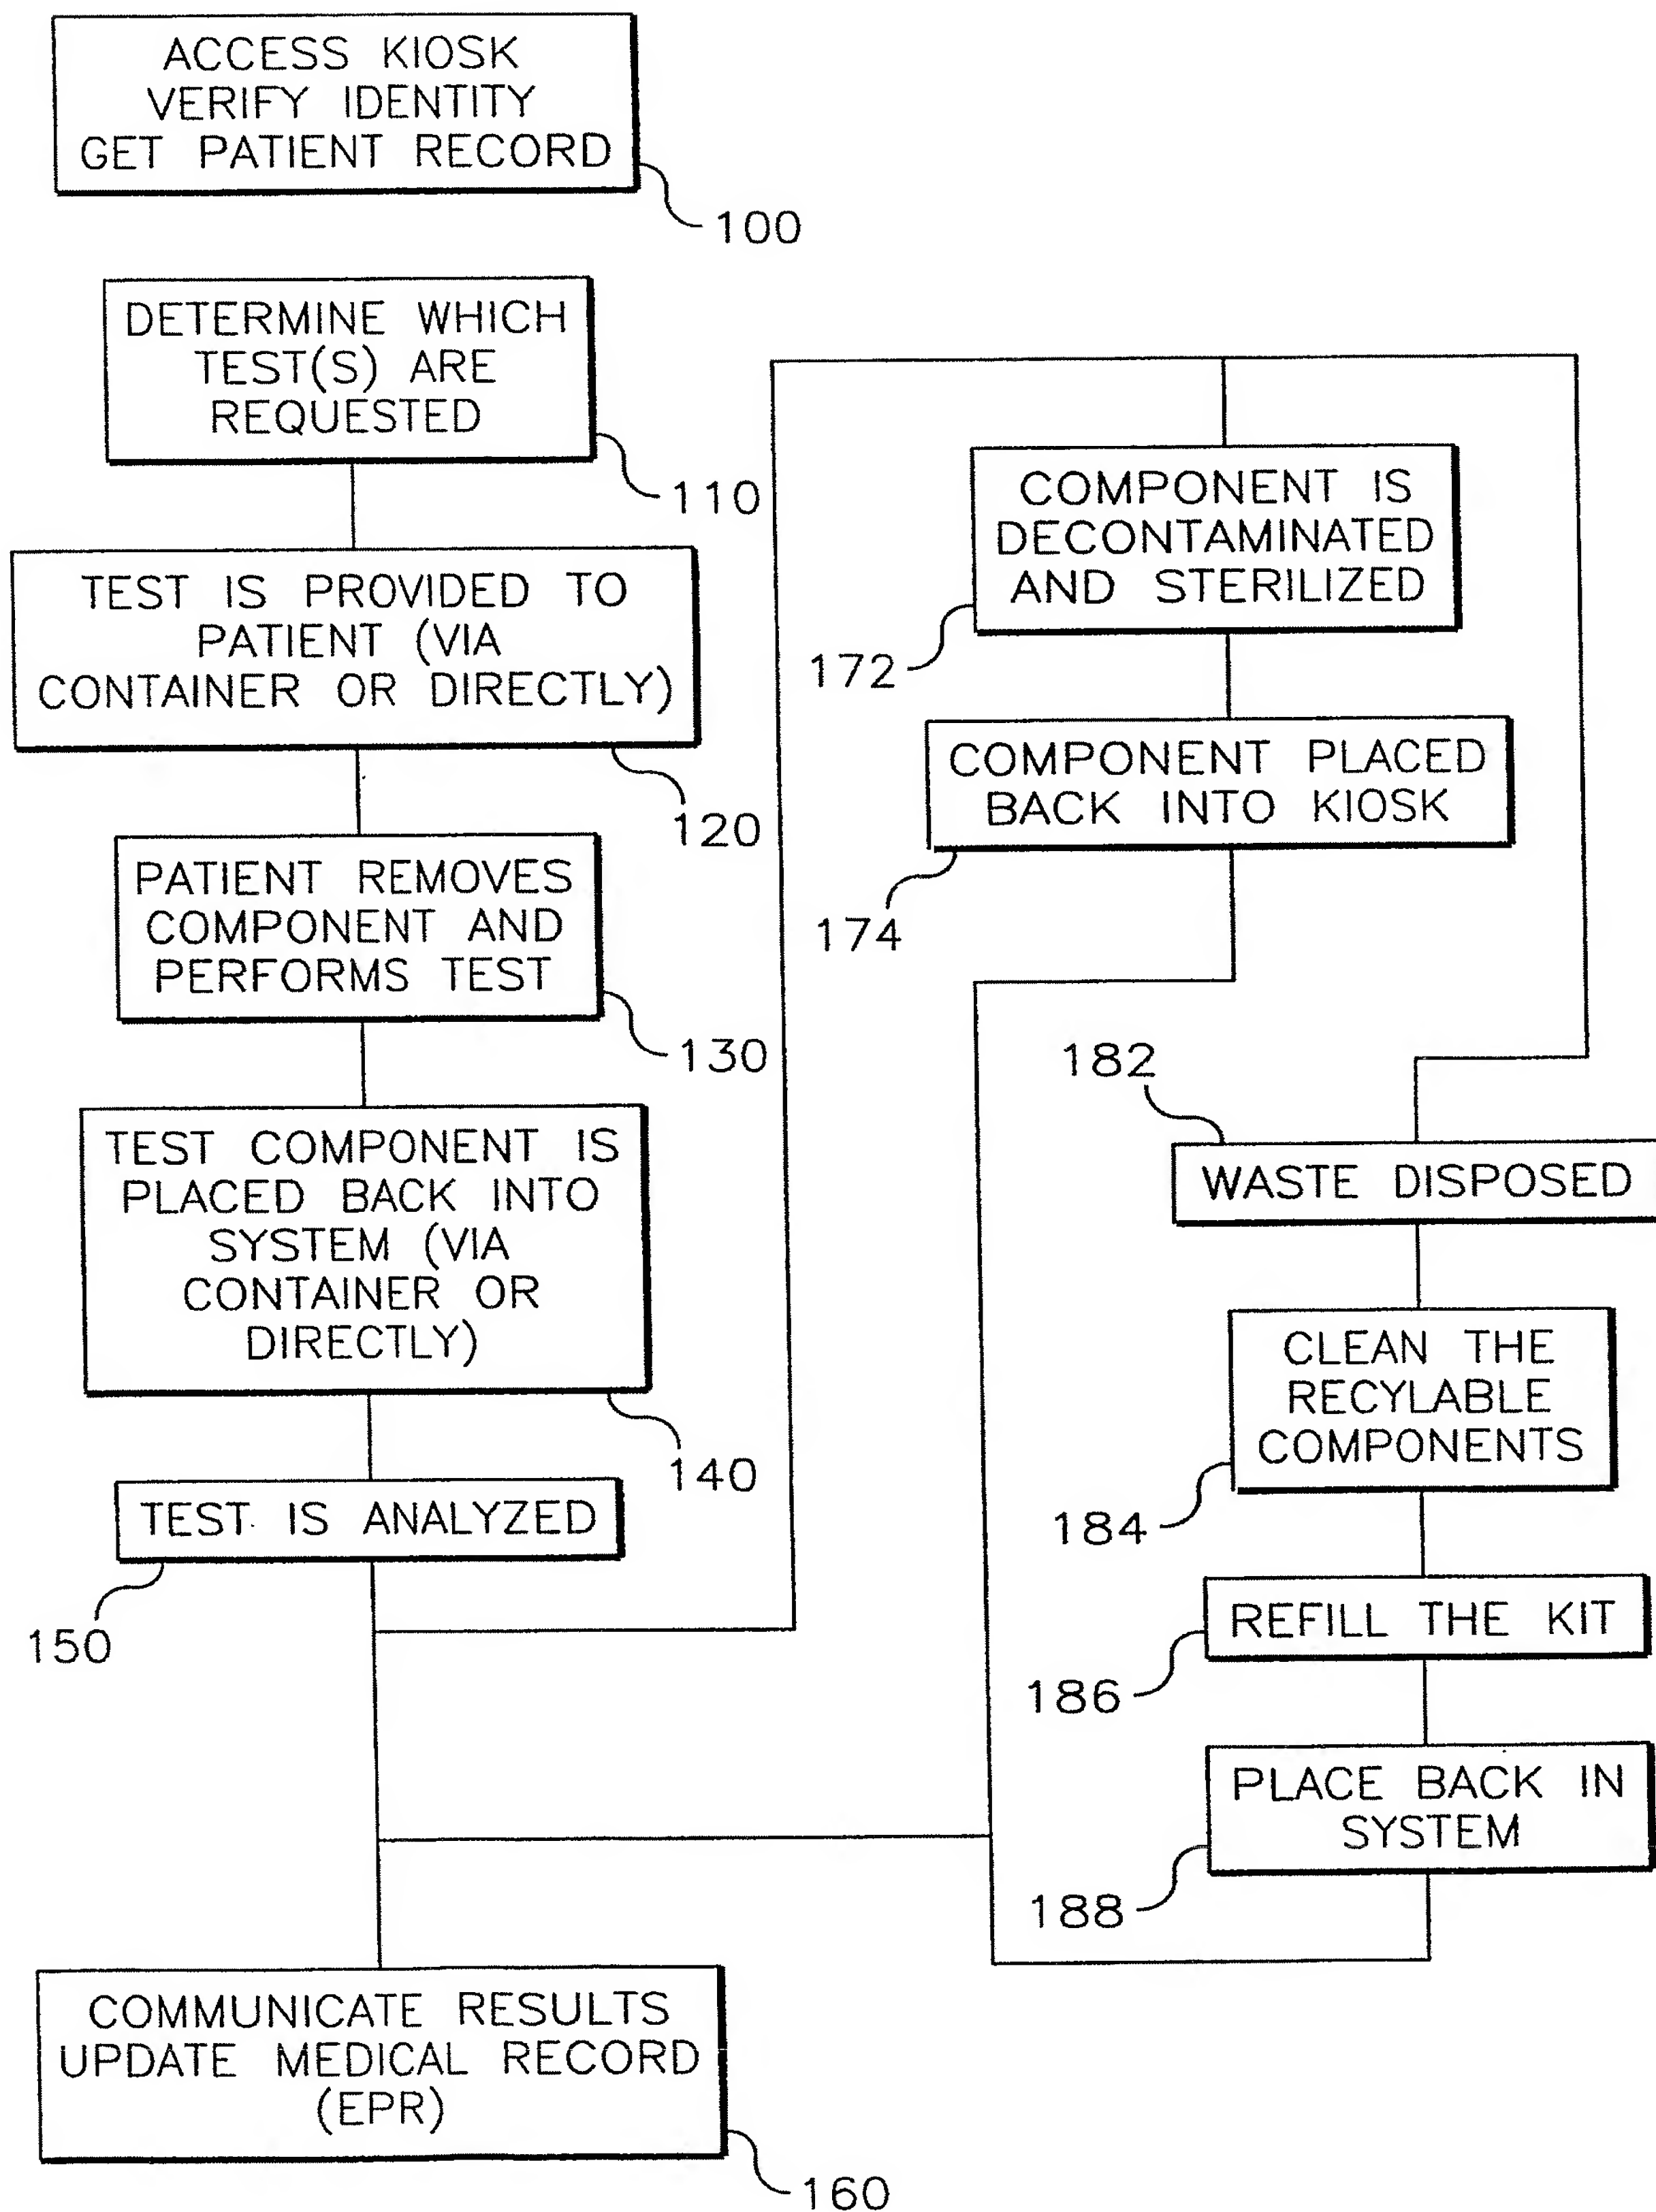 ACCESS KIOSK
VERIFY IDENTITY
GET PATIENT RECORD
100
DETERMINE WHICH
TEST(S) ARE
REQUESTED
110
TEST IS PROVIDED TO
PATIENT (VIA
CONTAINER OR DIRECTLY)
120
PATIENT REMOVES
COMPONENT AND
PERFORMS TEST
130
TEST COMPONENT IS
PLACED BACK INTO
SYSTEM (VIA
CONTAINER OR
DIRECTLY)
140
TEST IS ANALYZED
150
COMMUNICATE RESULTS
UPDATE MEDICAL RECORD
(EPR)
160
COMPONENT IS
DECONTAMINATED
AND STERILIZED
172
COMPONENT PLACED
BACK INTO KIOSK
174
182
WASTE DISPOSED
CLEAN THE
RECYLABLE
COMPONENTS
184
REFILL THE KIT
186
PLACE BACK IN
SYSTEM
188